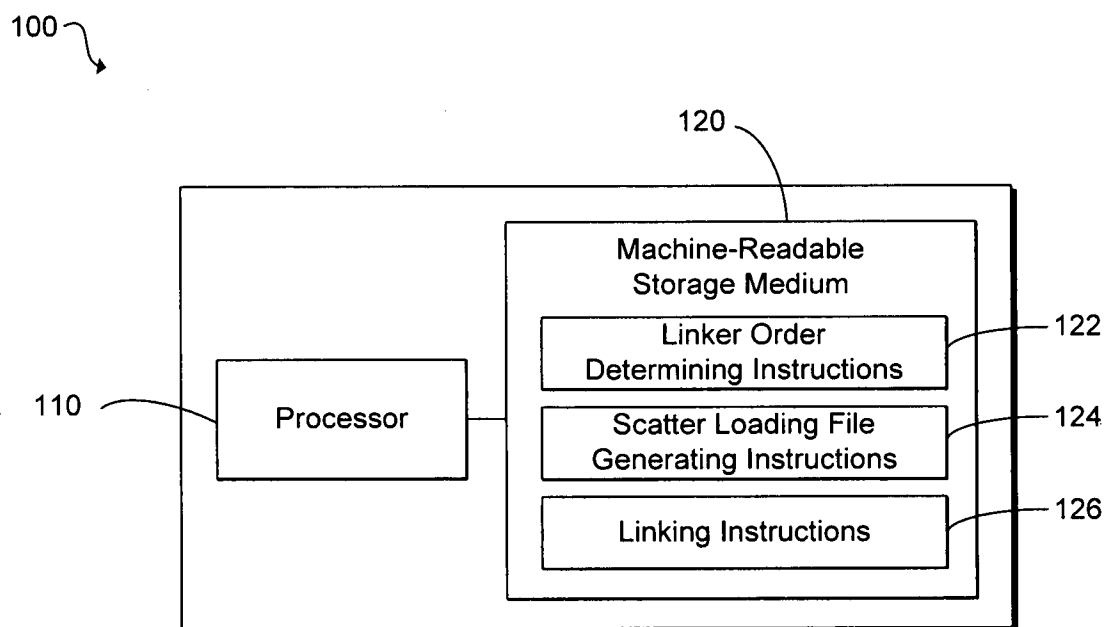 100
120
Machine-Readable
Storage Medium
Linker Order
Determining Instructions
122
110
Processor
Scatter Loading File
Generating Instructions
124
Linking Instructions
126